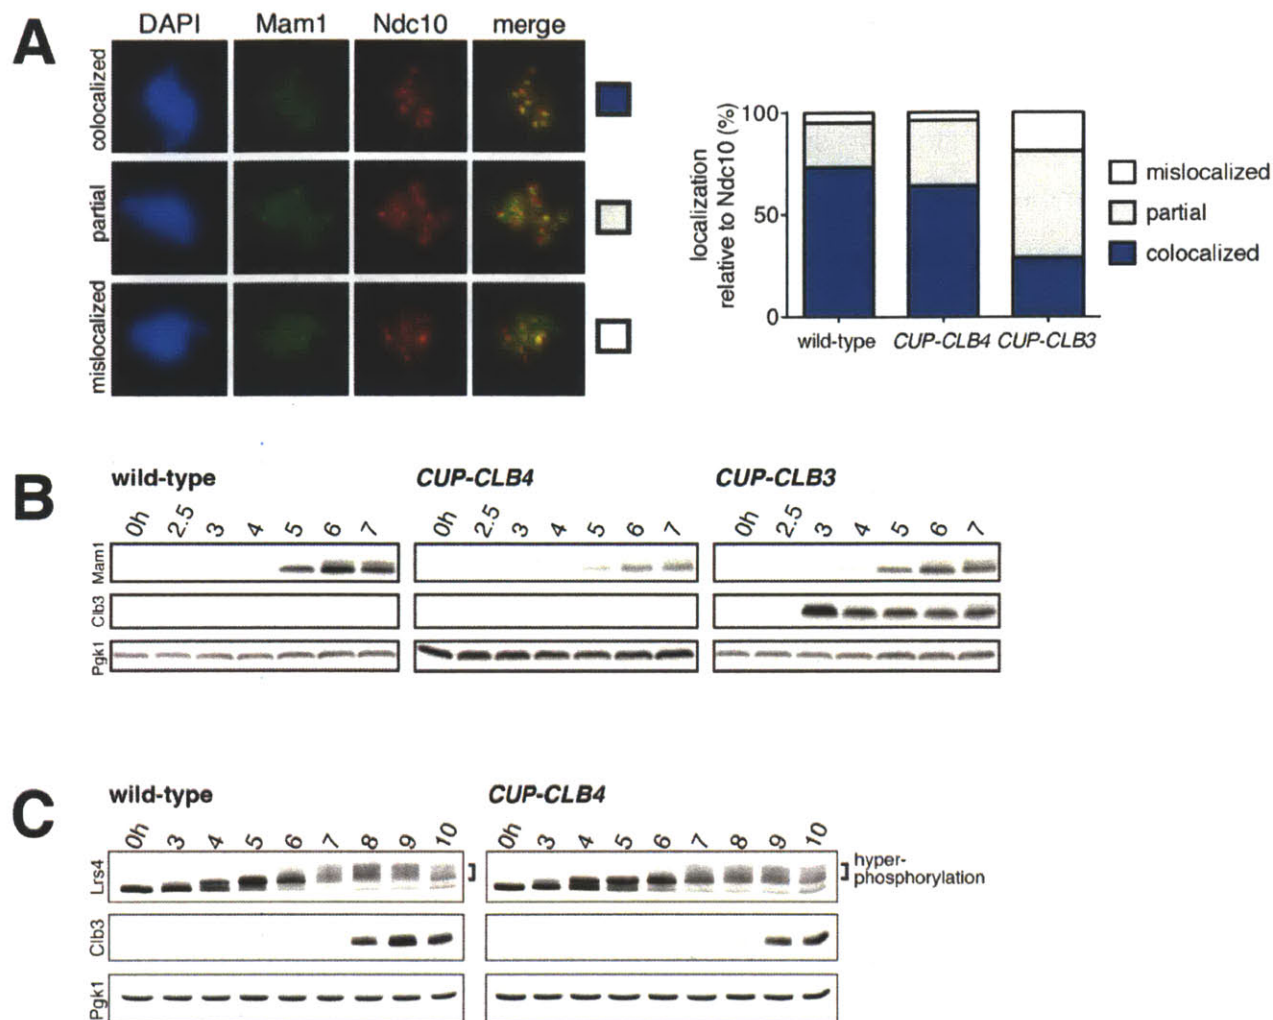 A
DAPI Mam1 Ndc10 merge
colocalized
partial
mislocalized
localization
relative to Ndc10 (%)
100
50
0
wild-type CUP-CLB4 CUP-CLB3
mislocalized
partial
colocalized
B
wild-type CUP-CLB4 CUP-CLB3
0h 2.5 3 4 5 6 7 0h 2.5 3 4 5 6 7 0h 2.5 3 4 5 6 7
Mam1
Clb3
Pgk1
C
wild-type CUP-CLB4
0h 3 4 5 6 7 8 9 10 0h 3 4 5 6 7 8 9 10
Lrs4
hyper-
phosphorylation
Clb3
Pgk1